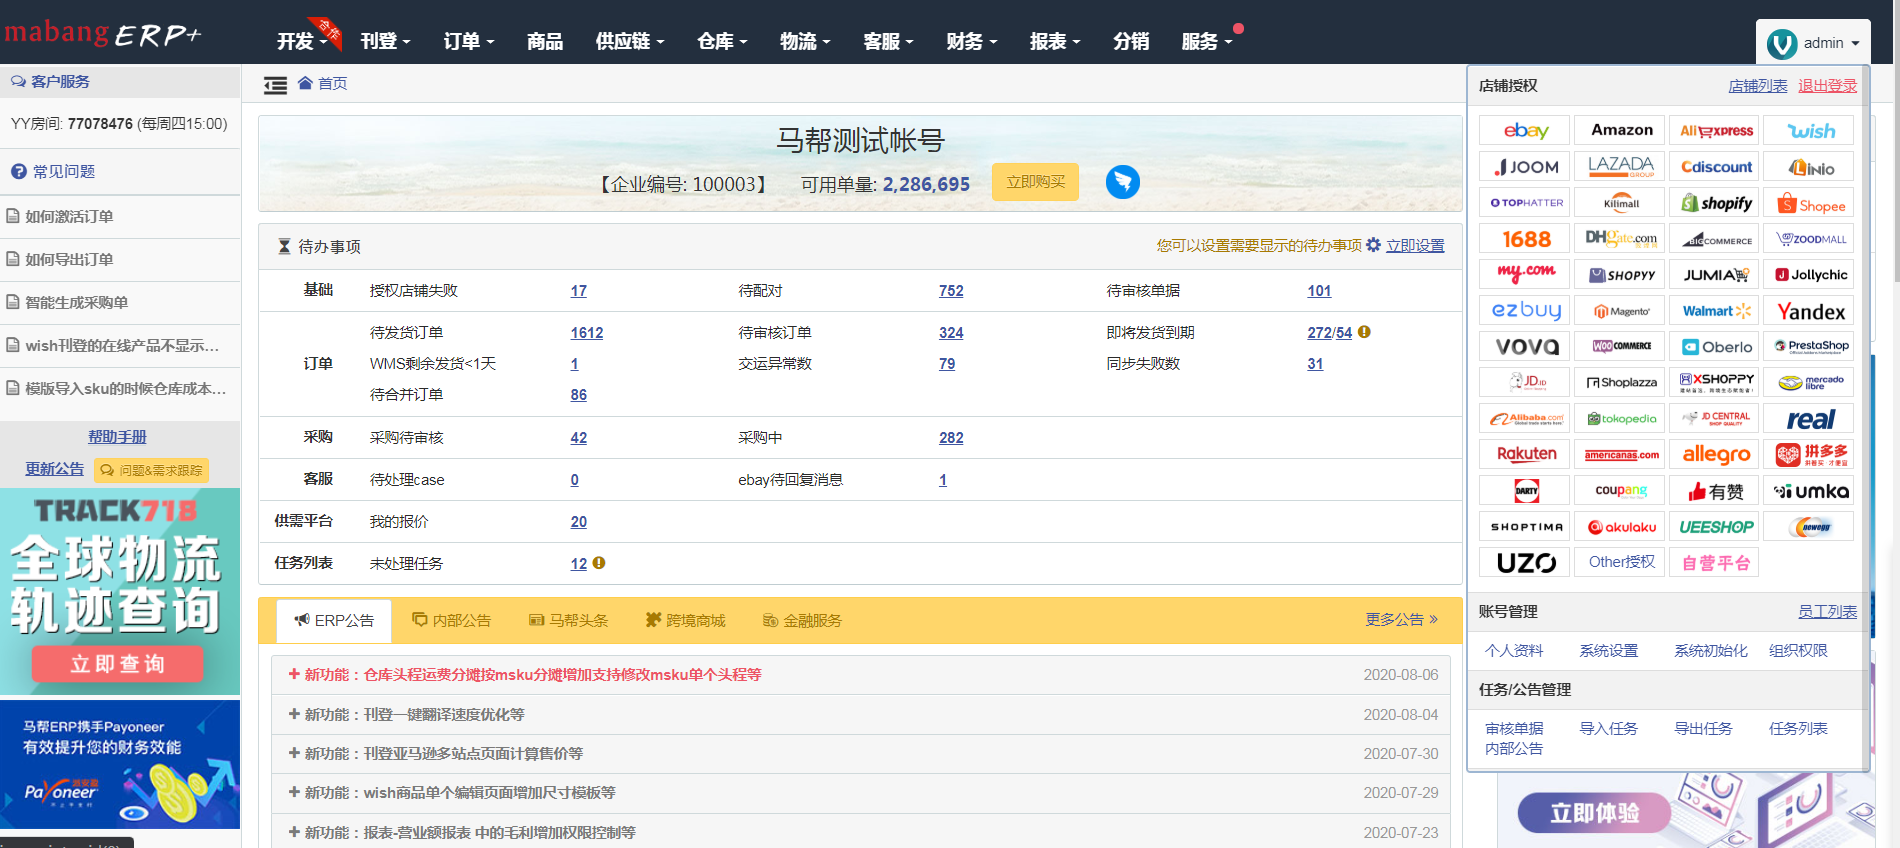 mabang ERP+
开发
合作
刊登
订单
商品
供应链
仓库
物流
客服
财务
报表
分销
服务
admin
客户服务
YY房间: 77078476 (每周四15:00)
常见问题
如何激活订单
如何导出订单
智能生成采购单
wish刊登的在线产品不显示…
模版导入sku的时候仓库成本…
帮助手册
更新公告 问题&需求跟踪
TRACK718
全球物流
轨迹查询
立即查询
马帮ERP携手Payoneer
有效提升您的财务效能
Payoneer
首页
马帮测试帐号
【企业编号: 100003】 可用单量: 2,286,695 立即购买
待办事项 您可以设置需要显示的待办事项 立即设置
基础 授权店铺失败 17 待配对 752 待审核单据 101
订单 待发货订单 1612 待审核订单 324 即将发货到期 272/54
WMS剩余发货<1天 1 交运异常数 79 同步失败数 31
待合并订单 86
采购 采购待审核 42 采购中 282
客服 待处理case 0 ebay待回复消息 1
供需平台 我的报价 20
任务列表 未处理任务 12
ERP公告 内部公告 马帮头条 跨境商城 金融服务 更多公告 »
新功能：仓库头程运费分摊按msku分摊增加支持修改msku单个头程等 2020-08-06
新功能：刊登一键翻译速度优化等 2020-08-04
新功能：刊登亚马逊多站点页面计算售价等 2020-07-30
新功能：wish商品单个编辑页面增加尺寸模板等 2020-07-29
新功能：报表-营业额报表 中的毛利增加权限控制等 2020-07-23
店铺授权 店铺列表 退出登录
ebay Amazon AliExpress wish
JOOM LAZADA GROUP Cdiscount Linio
TOPHATTER Kilimall shopify Shopee
1688 DHgate.com BIGCOMMERCE ZOODMALL
my.com SHOPYY JUMIA Jollychic
ezbuy Magento Walmart Yandex
VOVA WOOCOMMERCE Oberlo PrestaShop
JD.ID Shoplazza XSHOPPY mercado libre
Alibaba.com tokopedia JD CENTRAL real
Rakuten americanas.com allegro 拼多多
DARTY coupang 有赞 umka
SHOPTIMA akulaku UEESHOP newegg
UZO Other授权 自营平台
账号管理 员工列表
个人资料 系统设置 系统初始化 组织权限
任务/公告管理
审核单据 导入任务 导出任务 任务列表
内部公告
立即体验